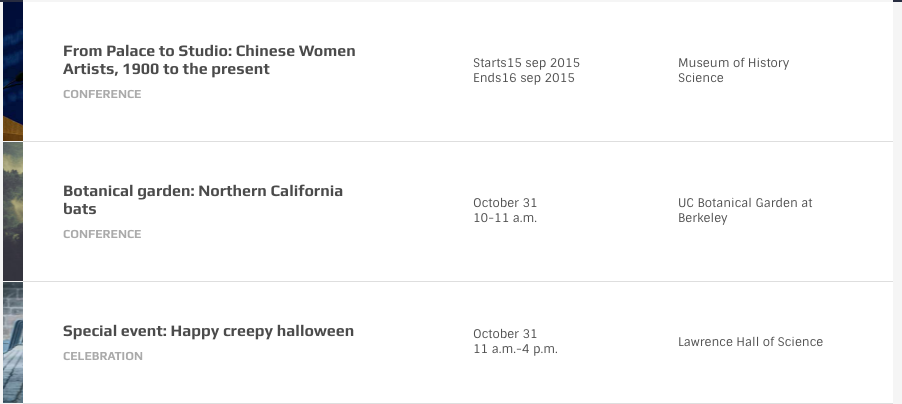 From Palace to Studio: Chinese Women
Artists, 1900 to the present
CONFERENCE
Starts15 sep 2015
Ends16 sep 2015
Museum of History
Science
Botanical garden: Northern California
bats
CONFERENCE
October 31
10-11 a.m.
UC Botanical Garden at
Berkeley
Special event: Happy creepy halloween
CELEBRATION
October 31
11 a.m.-4 p.m.
Lawrence Hall of Science